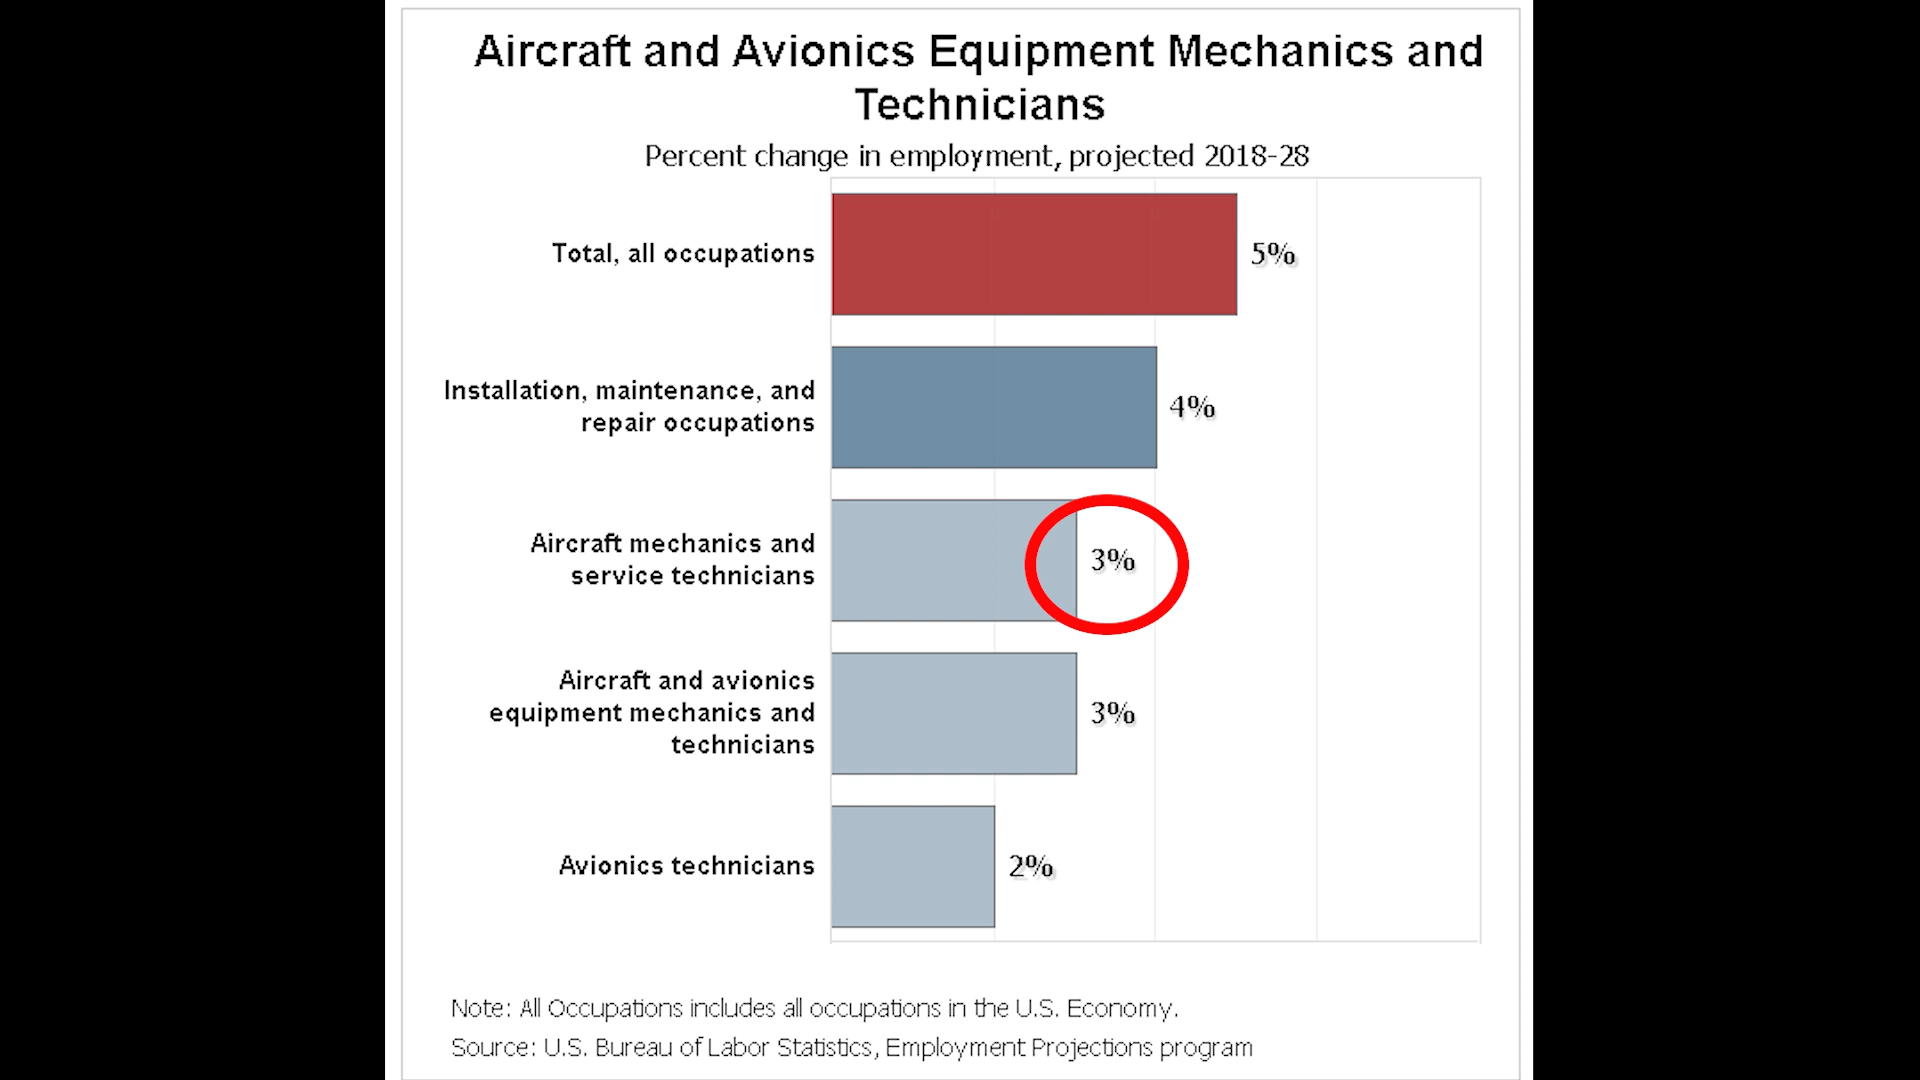 Aircraft and Avionics Equipment Mechanics and
Technicians
Percent change in employment, projected 2018-28
Total, all occupations
5%
Installation, maintenance, and
repair occupations
4%
Aircraft mechanics and
service technicians
3%
Aircraft and avionics
equipment mechanics and
technicians
3%
Avionics technicians
2%
Note: All Occupations includes all occupations in the U.S. Economy.
Source: U.S. Bureau of Labor Statistics, Employment Projections program